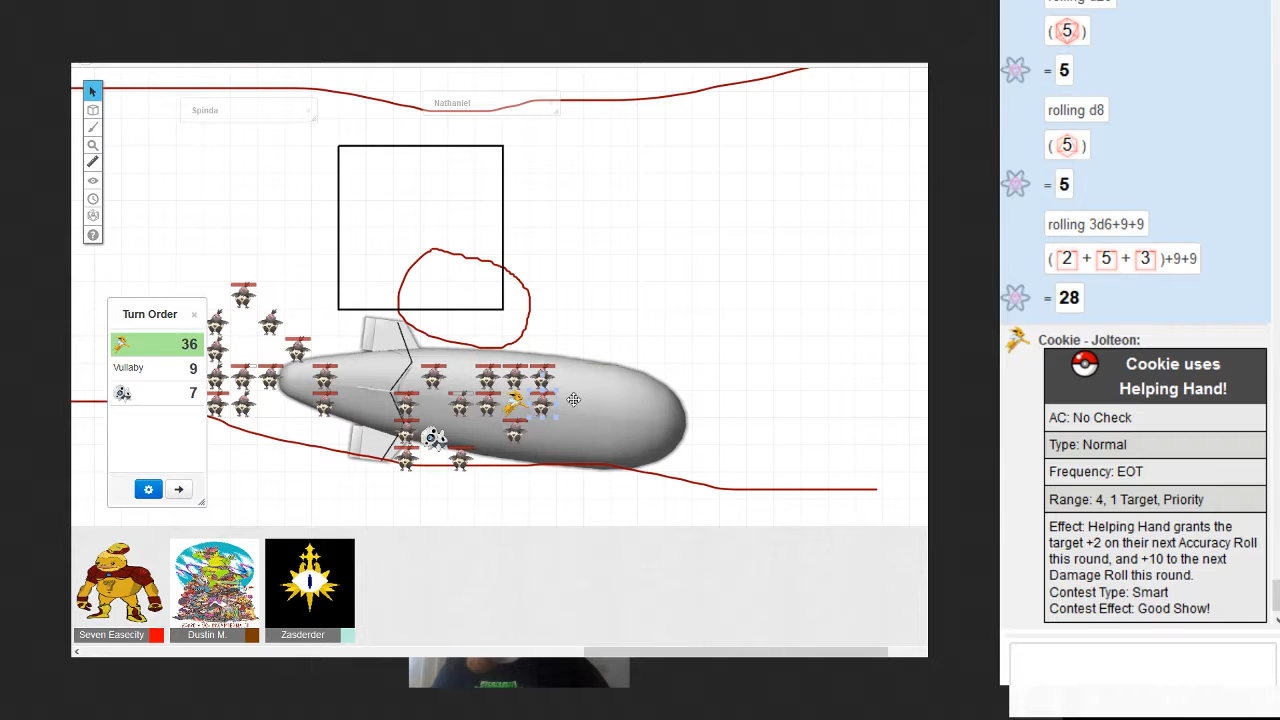 Spinda
Nathaniel
Turn Order
36
Vullaby
9
7
Seven Easecity
Dustin M.
Zasderder
( 5 )
= 5
rolling d8
( 5 )
= 5
rolling 3d6+9+9
( 2 + 5 + 3 )+9+9
= 28
Cookie - Jolteon:
Cookie uses
Helping Hand!
AC: No Check
Type: Normal
Frequency: EOT
Range: 4, 1 Target, Priority
Effect: Helping Hand grants the
target +2 on their next Accuracy Roll
this round, and +10 to the next
Damage Roll this round.
Contest Type: Smart
Contest Effect: Good Show!